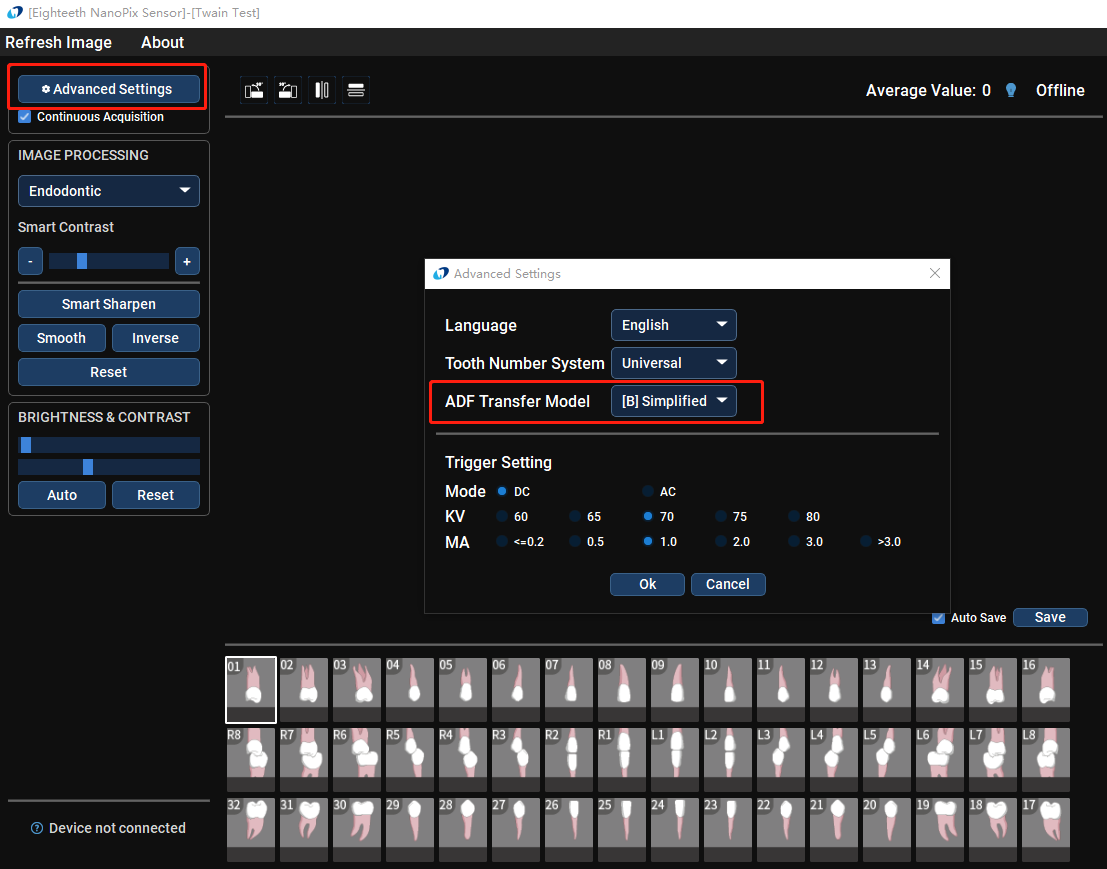 [Eighteeth NanoPix Sensor]-[Twain Test]
Refresh Image About
Advanced Settings
Continuous Acquisition
Average Value: 0 Offline
IMAGE PROCESSING
Endodontic
Smart Contrast
- +
Smart Sharpen
Smooth Inverse
Reset
BRIGHTNESS & CONTRAST
Auto Reset
Advanced Settings
Language English
Tooth Number System Universal
ADF Transfer Model [B] Simplified
Trigger Setting
Mode DC AC
KV 60 65 70 75 80
MA <=0.2 0.5 1.0 2.0 3.0 >3.0
Ok Cancel
Auto Save Save
01 02 03 04 05 06 07 08 09 10 11 12 13 14 15 16
R8 R7 R6 R5 R4 R3 R2 R1 L1 L2 L3 L4 L5 L6 L7 L8
32 31 30 29 28 27 26 25 24 23 22 21 20 19 18 17
? Device not connected